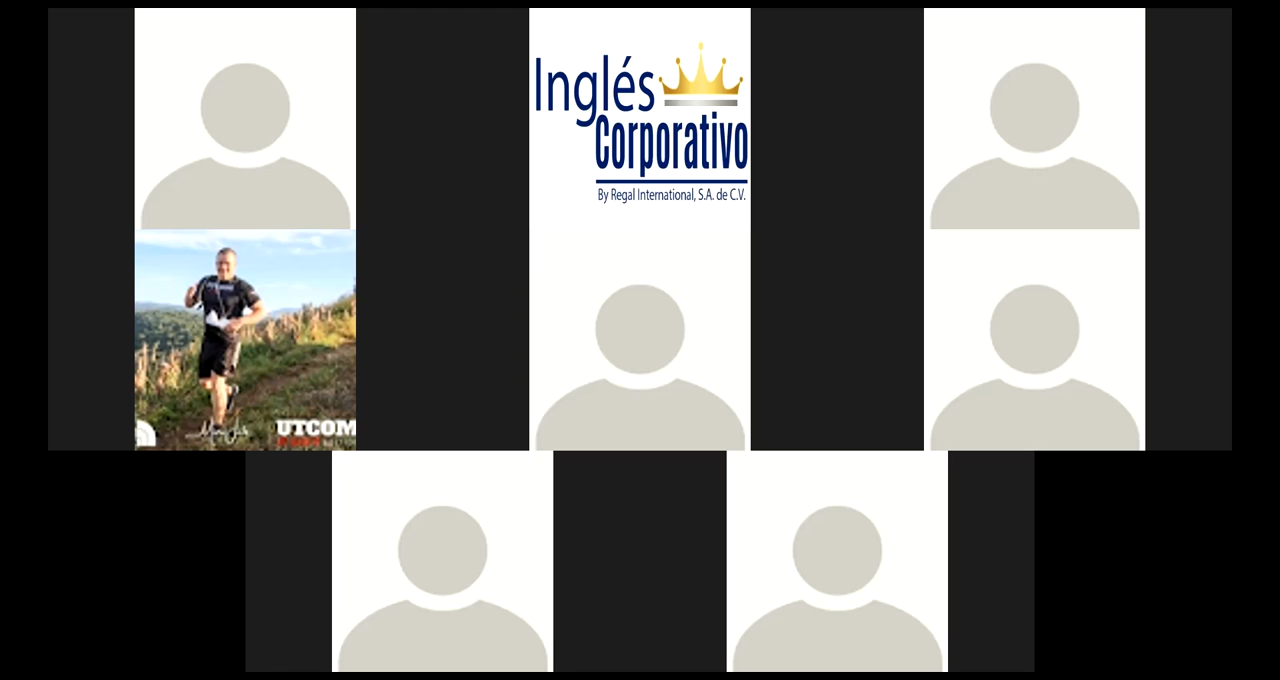 Inglés
Corporativo
By Regal International, S.A. de C.V.
UTCOM